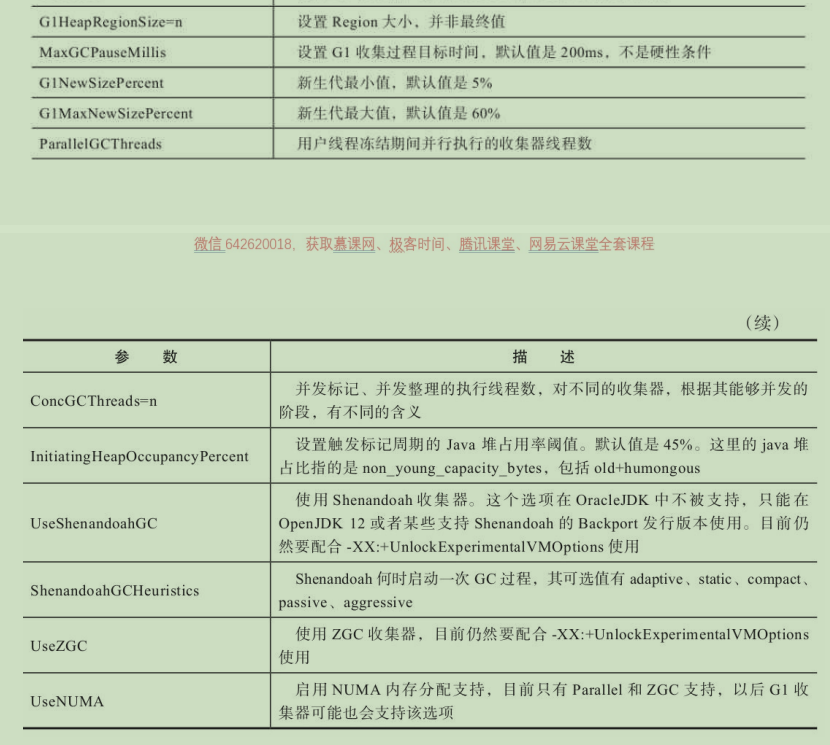 G1HeapRegionSize=n 设置 Region 大小，并非最终值
MaxGCPauseMillis 设置 G1 收集过程目标时间，默认值是 200ms，不是硬性条件
G1NewSizePercent 新生代最小值，默认值是 5%
G1MaxNewSizePercent 新生代最大值，默认值是 60%
ParallelGCThreads 用户线程冻结期间并行执行的收集器线程数
微信 642620018，获取慕课网、极客时间、腾讯课堂、网易云课堂全套课程
（续）
参 数 描 述
ConcGCThreads=n 并发标记、并发整理的执行线程数，对不同的收集器，根据其能够并发的
阶段，有不同的含义
InitiatingHeapOccupancyPercent 设置触发标记周期的 Java 堆占用率阈值。默认值是 45%。这里的 java 堆
占比指的是 non_young_capacity_bytes，包括 old+humongous
UseShenandoahGC 使用 Shenandoah 收集器。这个选项在 OracleJDK 中不被支持，只能在
OpenJDK 12 或者某些支持 Shenandoah 的 Backport 发行版本使用。目前仍
然要配合 -XX:+UnlockExperimentalVMOptions 使用
ShenandoahGCHeuristics Shenandoah 何时启动一次 GC 过程，其可选值有 adaptive、static、compact、
passive、aggressive
UseZGC 使用 ZGC 收集器，目前仍然要配合 -XX:+UnlockExperimentalVMOptions
使用
UseNUMA 启用 NUMA 内存分配支持，目前只有 Parallel 和 ZGC 支持，以后 G1 收
集器可能也会支持该选项